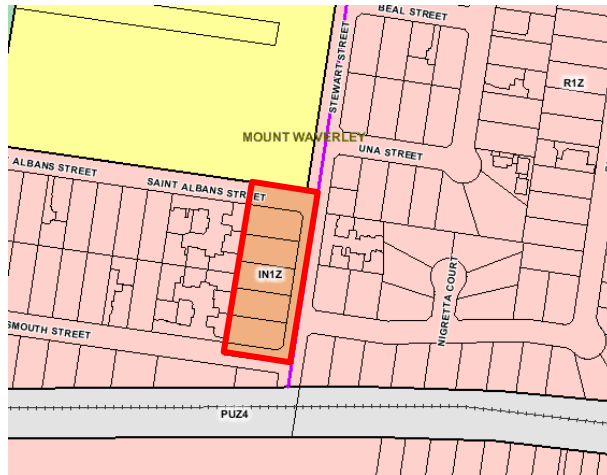 BEAL STREET
STEWART STREET
R1Z
MOUNT WAVERLEY
UNA STREET
ALBANS STREET
SAINT ALBANS STREET
IN1Z
NIGRETTA COURT
SMOUTH STREET
PUZ4